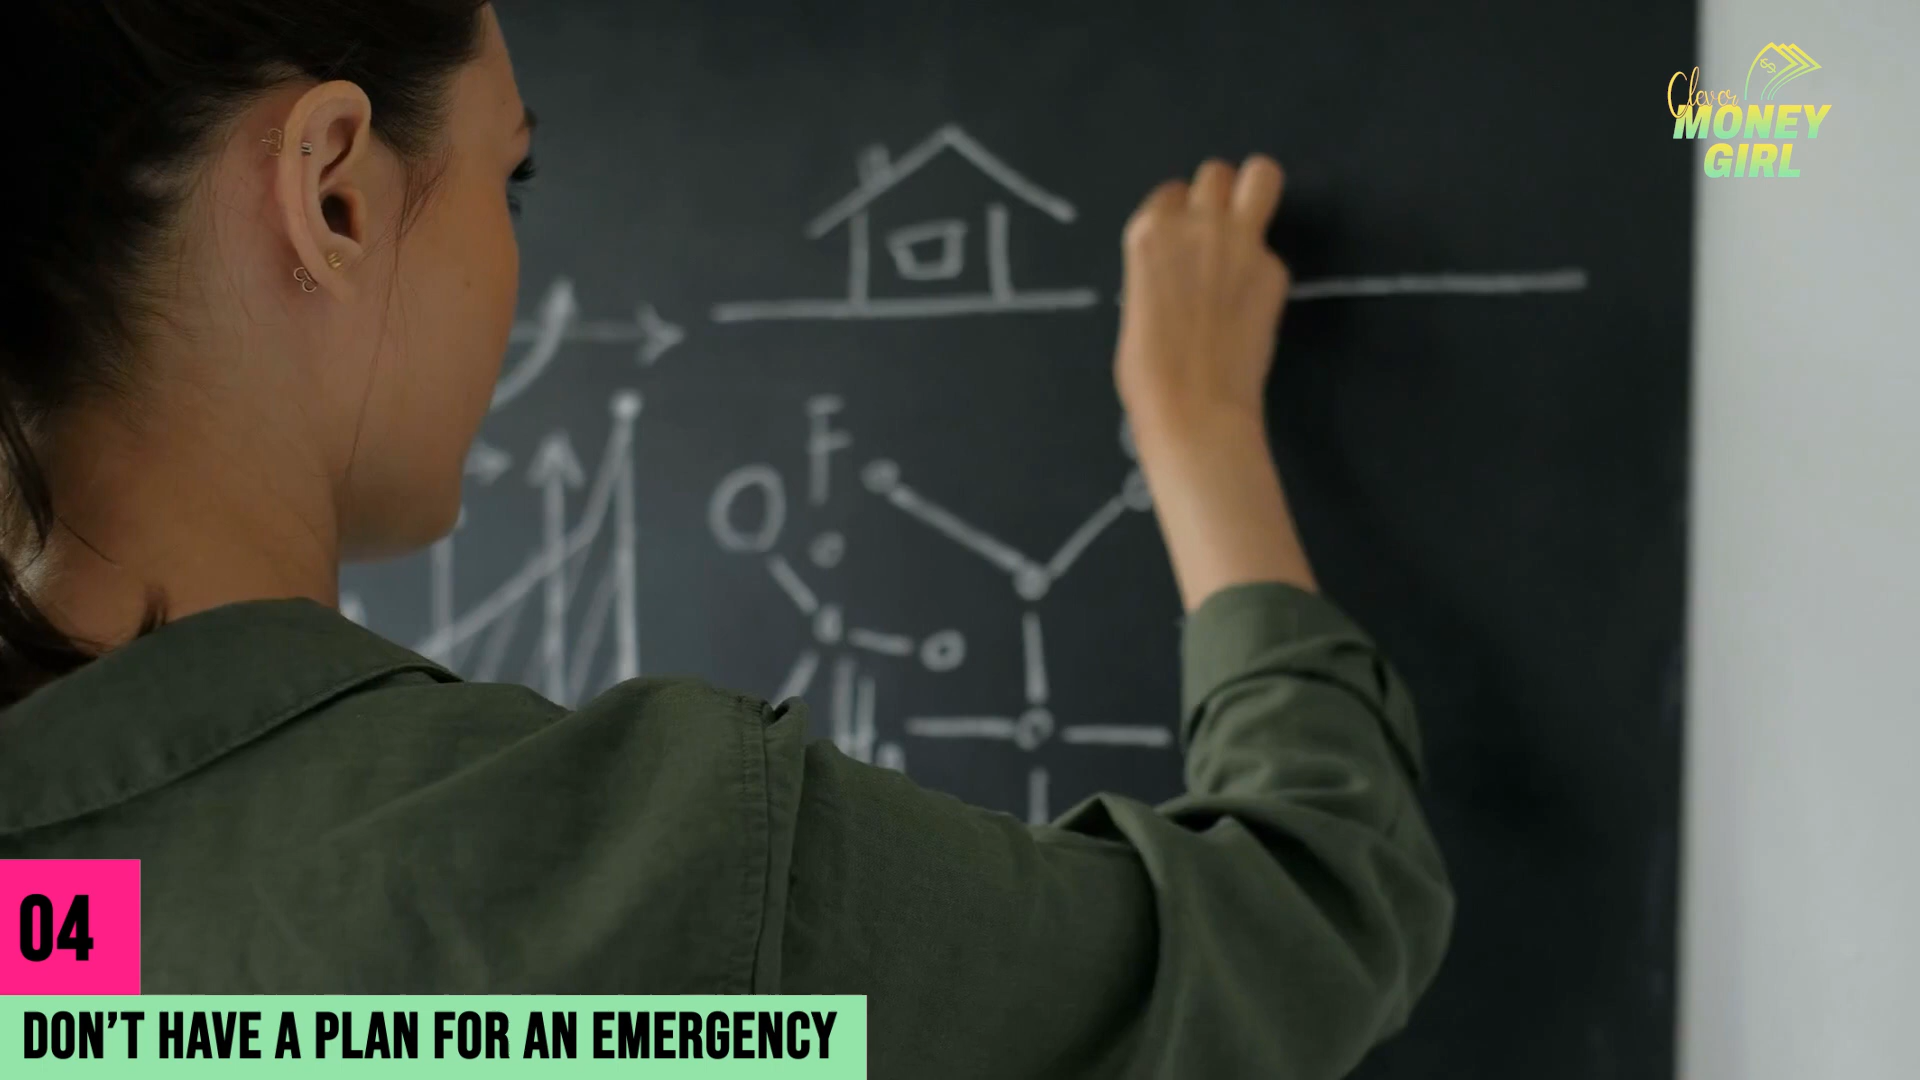 Clever
MONEY
GIRL
F
04
DON'T HAVE A PLAN FOR AN EMERGENCY